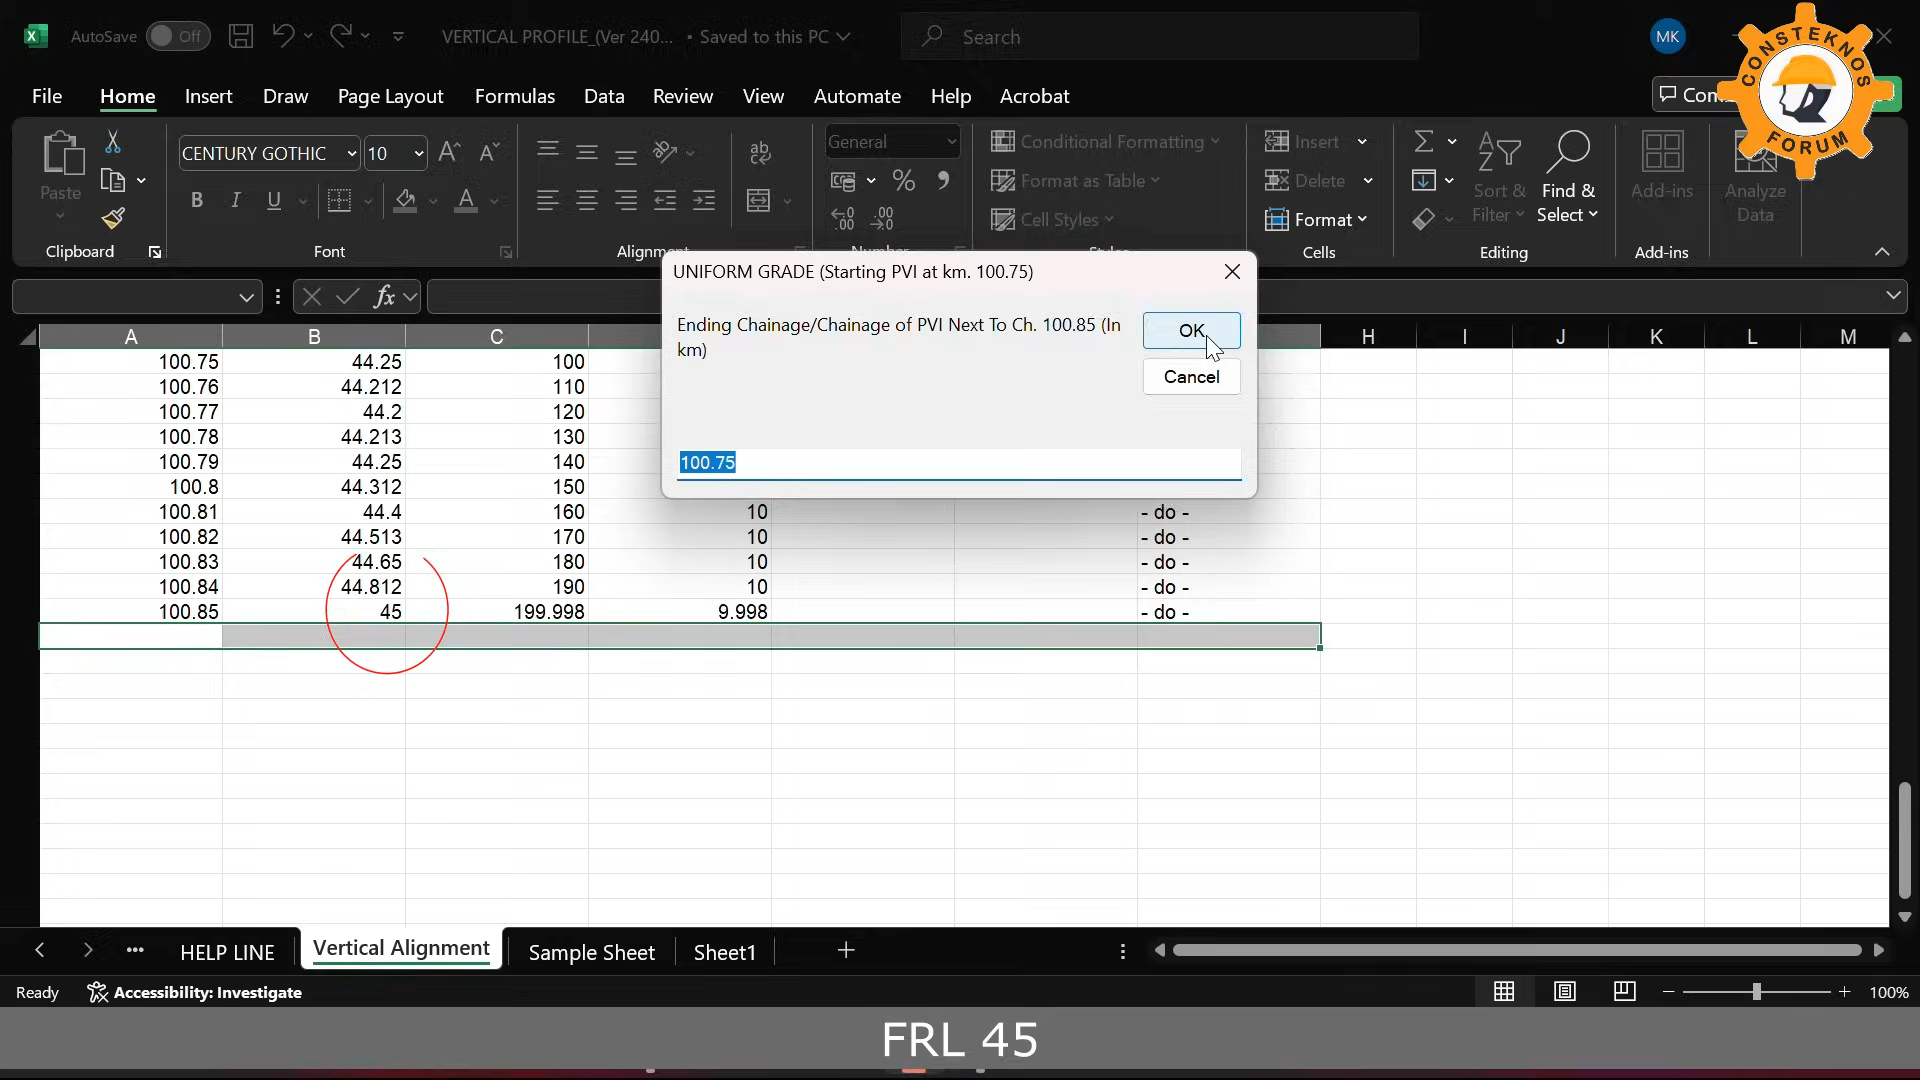 AutoSave Off VERTICAL PROFILE_(Ver 240... • Saved to this PC Search MK
CONSTEKNOS
FORUM
File Home Insert Draw Page Layout Formulas Data Review View Automate Help Acrobat
Paste
Clipboard
CENTURY GOTHIC 10
B I U
Font
General
Conditional Formatting
Format as Table
Cell Styles
Insert
Delete
Format
Cells
Sort &
Filter
Find &
Select
Editing
Add-ins
Add-ins
Analyze
Data
fx
A B C H I J K L M
UNIFORM GRADE (Starting PVI at km. 100.75)
Ending Chainage/Chainage of PVI Next To Ch. 100.85 (In
km)
OK
Cancel
100.75
100.75 44.25 100
100.76 44.212 110
100.77 44.2 120
100.78 44.213 130
100.79 44.25 140
100.8 44.312 150
100.81 44.4 160 10 - do -
100.82 44.513 170 10 - do -
100.83 44.65 180 10 - do -
100.84 44.812 190 10 - do -
100.85 45 199.998 9.998 - do -
HELP LINE Vertical Alignment Sample Sheet Sheet1
Ready Accessibility: Investigate 100%
FRL 45